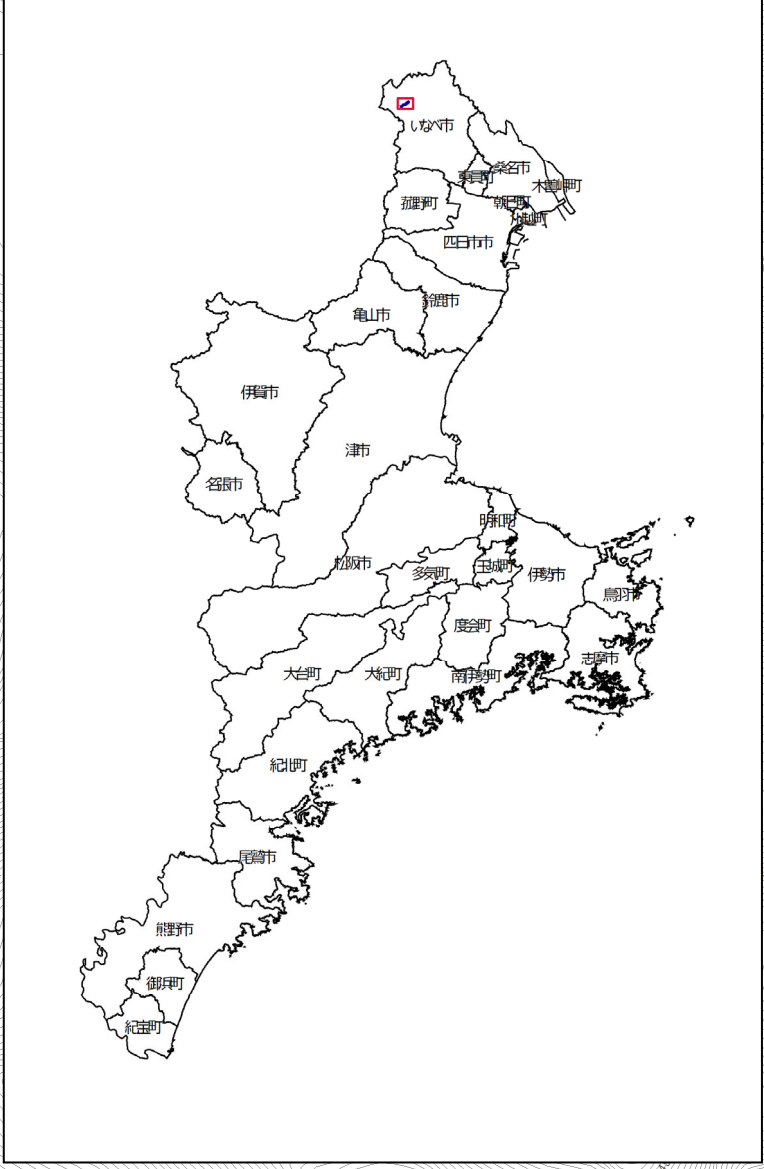 いなべ市
桑名市
東員町
木曽岬町
菰野町
朝日町
川越町
四日市市
鈴鹿市
亀山市
伊賀市
津市
名張市
明和町
松阪市
多気町
玉城町
伊勢市
鳥羽市
度会町
志摩市
大台町
大紀町
南伊勢町
紀北町
尾鷲市
熊野市
御浜町
紀宝町